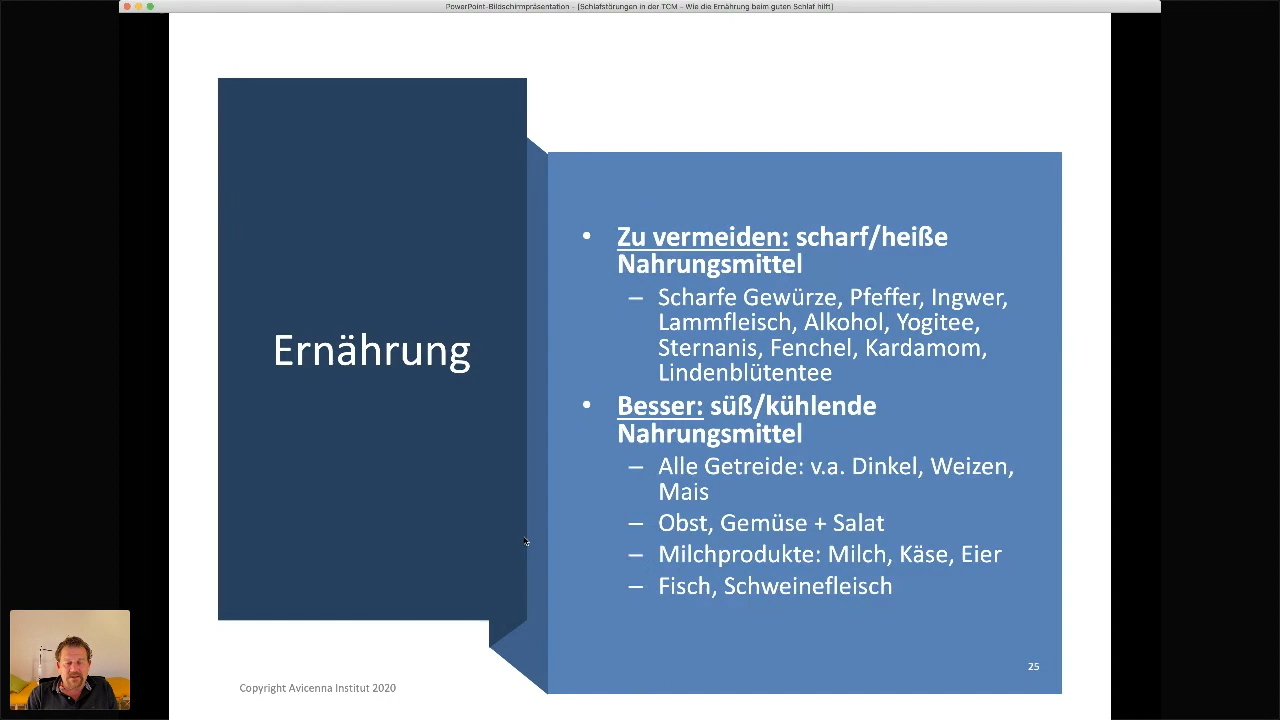 PowerPoint-Bildschirmpräsentation - [Schlafstörungen in der TCM - Wie die Ernährung beim guten Schlaf hilft]
Ernährung
• Zu vermeiden: scharf/heiße
Nahrungsmittel
– Scharfe Gewürze, Pfeffer, Ingwer,
Lammfleisch, Alkohol, Yogitee,
Sternanis, Fenchel, Kardamom,
Lindenblütentee
• Besser: süß/kühlende
Nahrungsmittel
– Alle Getreide: v.a. Dinkel, Weizen,
Mais
– Obst, Gemüse + Salat
– Milchprodukte: Milch, Käse, Eier
– Fisch, Schweinefleisch
25
Copyright Avicenna Institut 2020